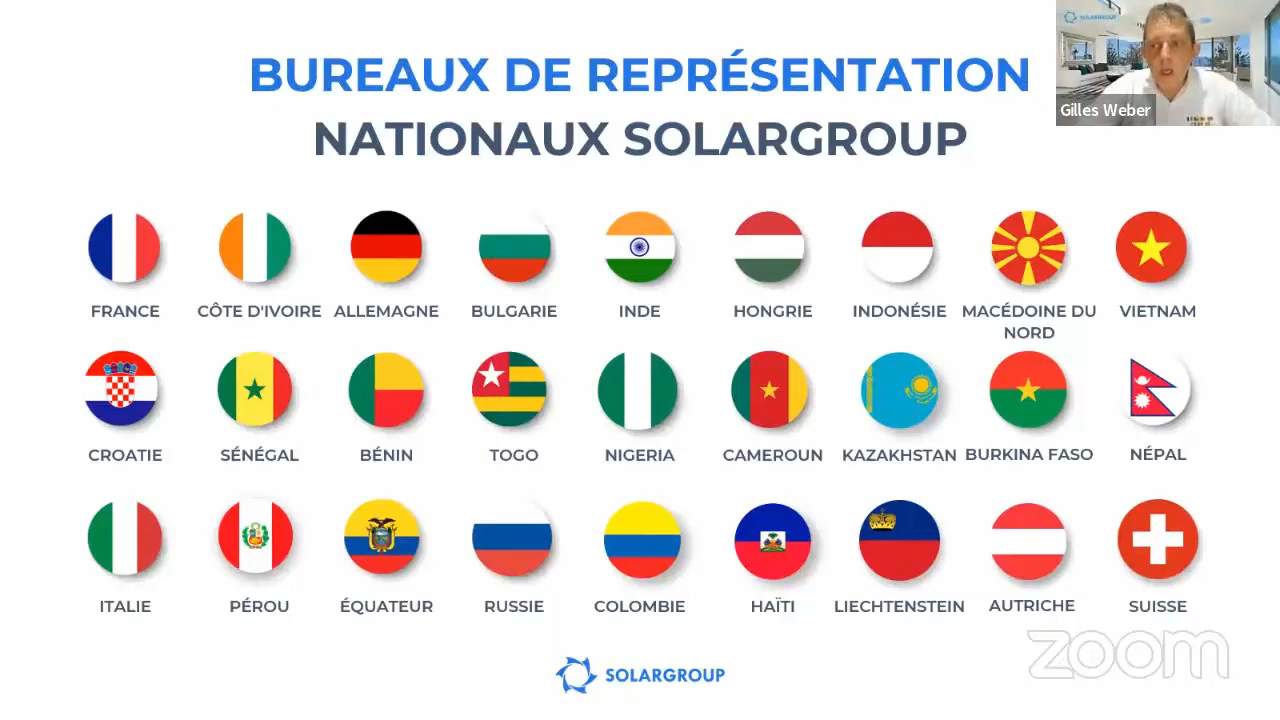 SOLARGROUP
BUREAUX DE REPRÉSENTATION
Gilles Weber
NATIONAUX SOLARGROUP
FRANCE
CÔTE D'IVOIRE
ALLEMAGNE
BULGARIE
INDE
HONGRIE
INDONÉSIE
MACÉDOINE DU
NORD
VIETNAM
CROATIE
SÉNÉGAL
BÉNIN
TOGO
NIGERIA
CAMEROUN
KAZAKHSTAN
BURKINA FASO
NÉPAL
ITALIE
PÉROU
ÉQUATEUR
RUSSIE
COLOMBIE
HAÏTI
LIECHTENSTEIN
AUTRICHE
SUISSE
zoom
SOLARGROUP